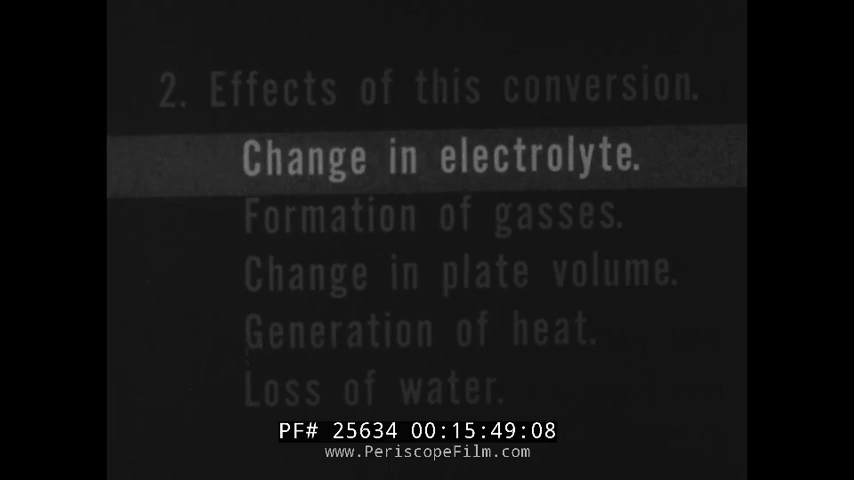 2. Effects of this conversion.
Change in electrolyte.
Formation of gasses.
Change in plate volume.
Generation of heat.
Loss of water.
PF# 25634 00:15:49:08
www.PeriscopeFilm.com